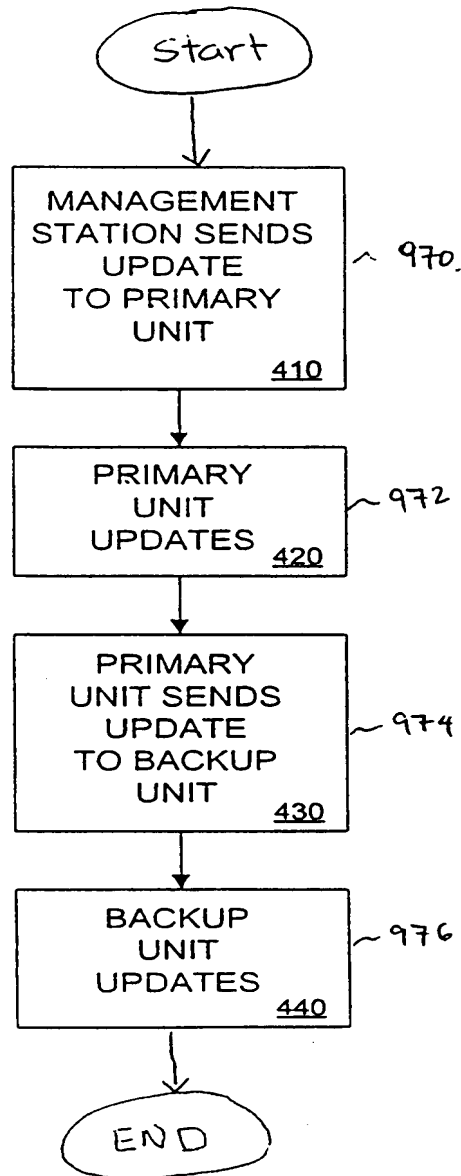 Start
MANAGEMENT
STATION SENDS
UPDATE
TO PRIMARY
UNIT
410
970.
PRIMARY
UNIT
UPDATES
420
972
PRIMARY
UNIT SENDS
UPDATE
TO BACKUP
UNIT
430
974
BACKUP
UNIT
UPDATES
440
976
END